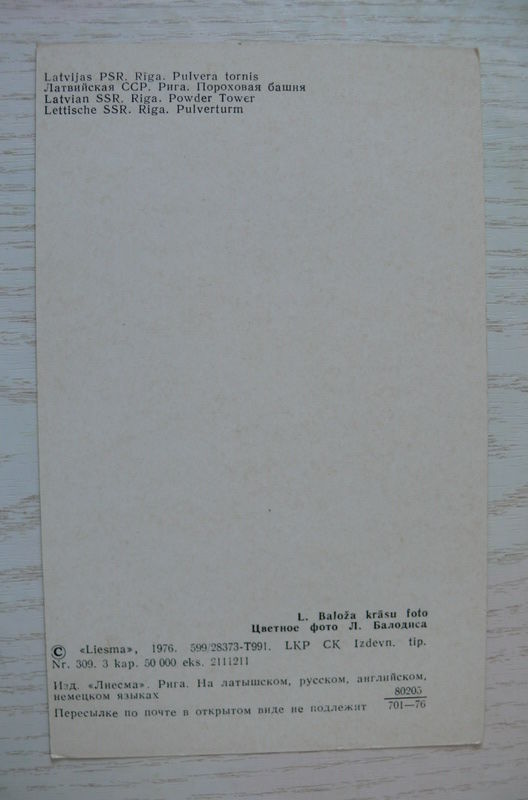 Latvijas PSR. Rīga. Pulvera tornis
Латвийская ССР. Рига. Пороховая башня
Latvian SSR. Riga. Powder Tower
Lettische SSR. Riga. Pulverturm
L. Baloža krāsu foto
Цветное фото Л. Балодиса
© «Liesma», 1976. 599/28373-T991. LKP CK Izdevn. tip.
Nr. 309. 3 kap. 50 000 eks. 2111211
Изд. «Лиесма». Рига. На латышском, русском, английском,
немецком языках
80205
701—76
Пересылке по почте в открытом виде не подлежит